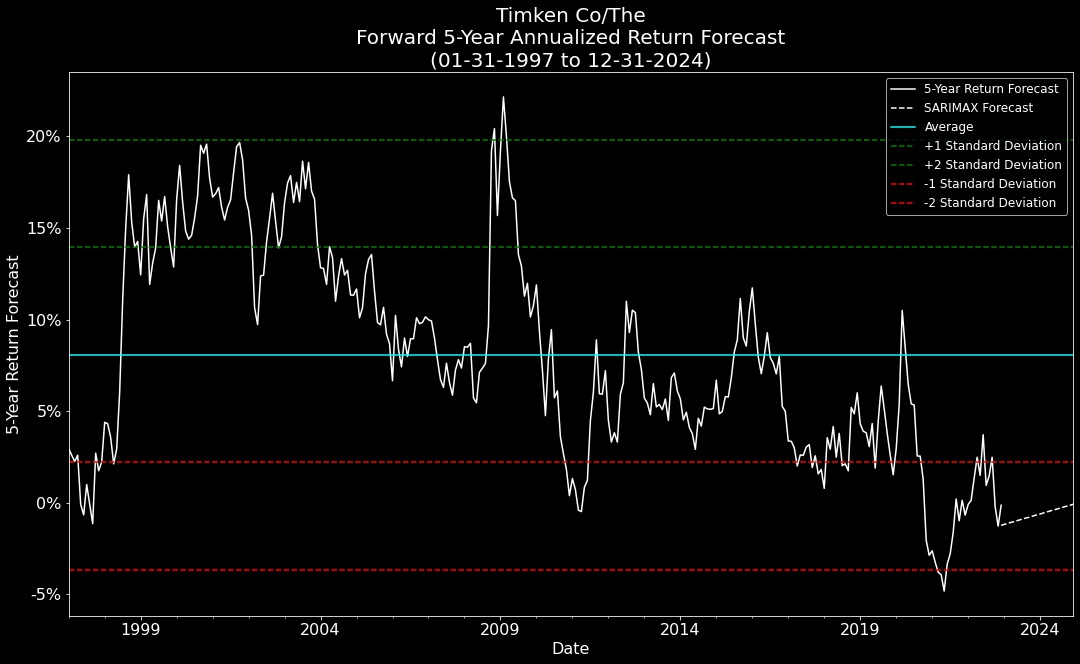 Timken Co/The
Forward 5-Year Annualized Return Forecast
(01-31-1997 to 12-31-2024)
5-Year Return Forecast
SARIMAX Forecast
Average
+1 Standard Deviation
+2 Standard Deviation
-1 Standard Deviation
-2 Standard Deviation
5-Year Return Forecast
20%
15%
10%
5%
0%
-5%
1999
2004
2009
2014
2019
2024
Date